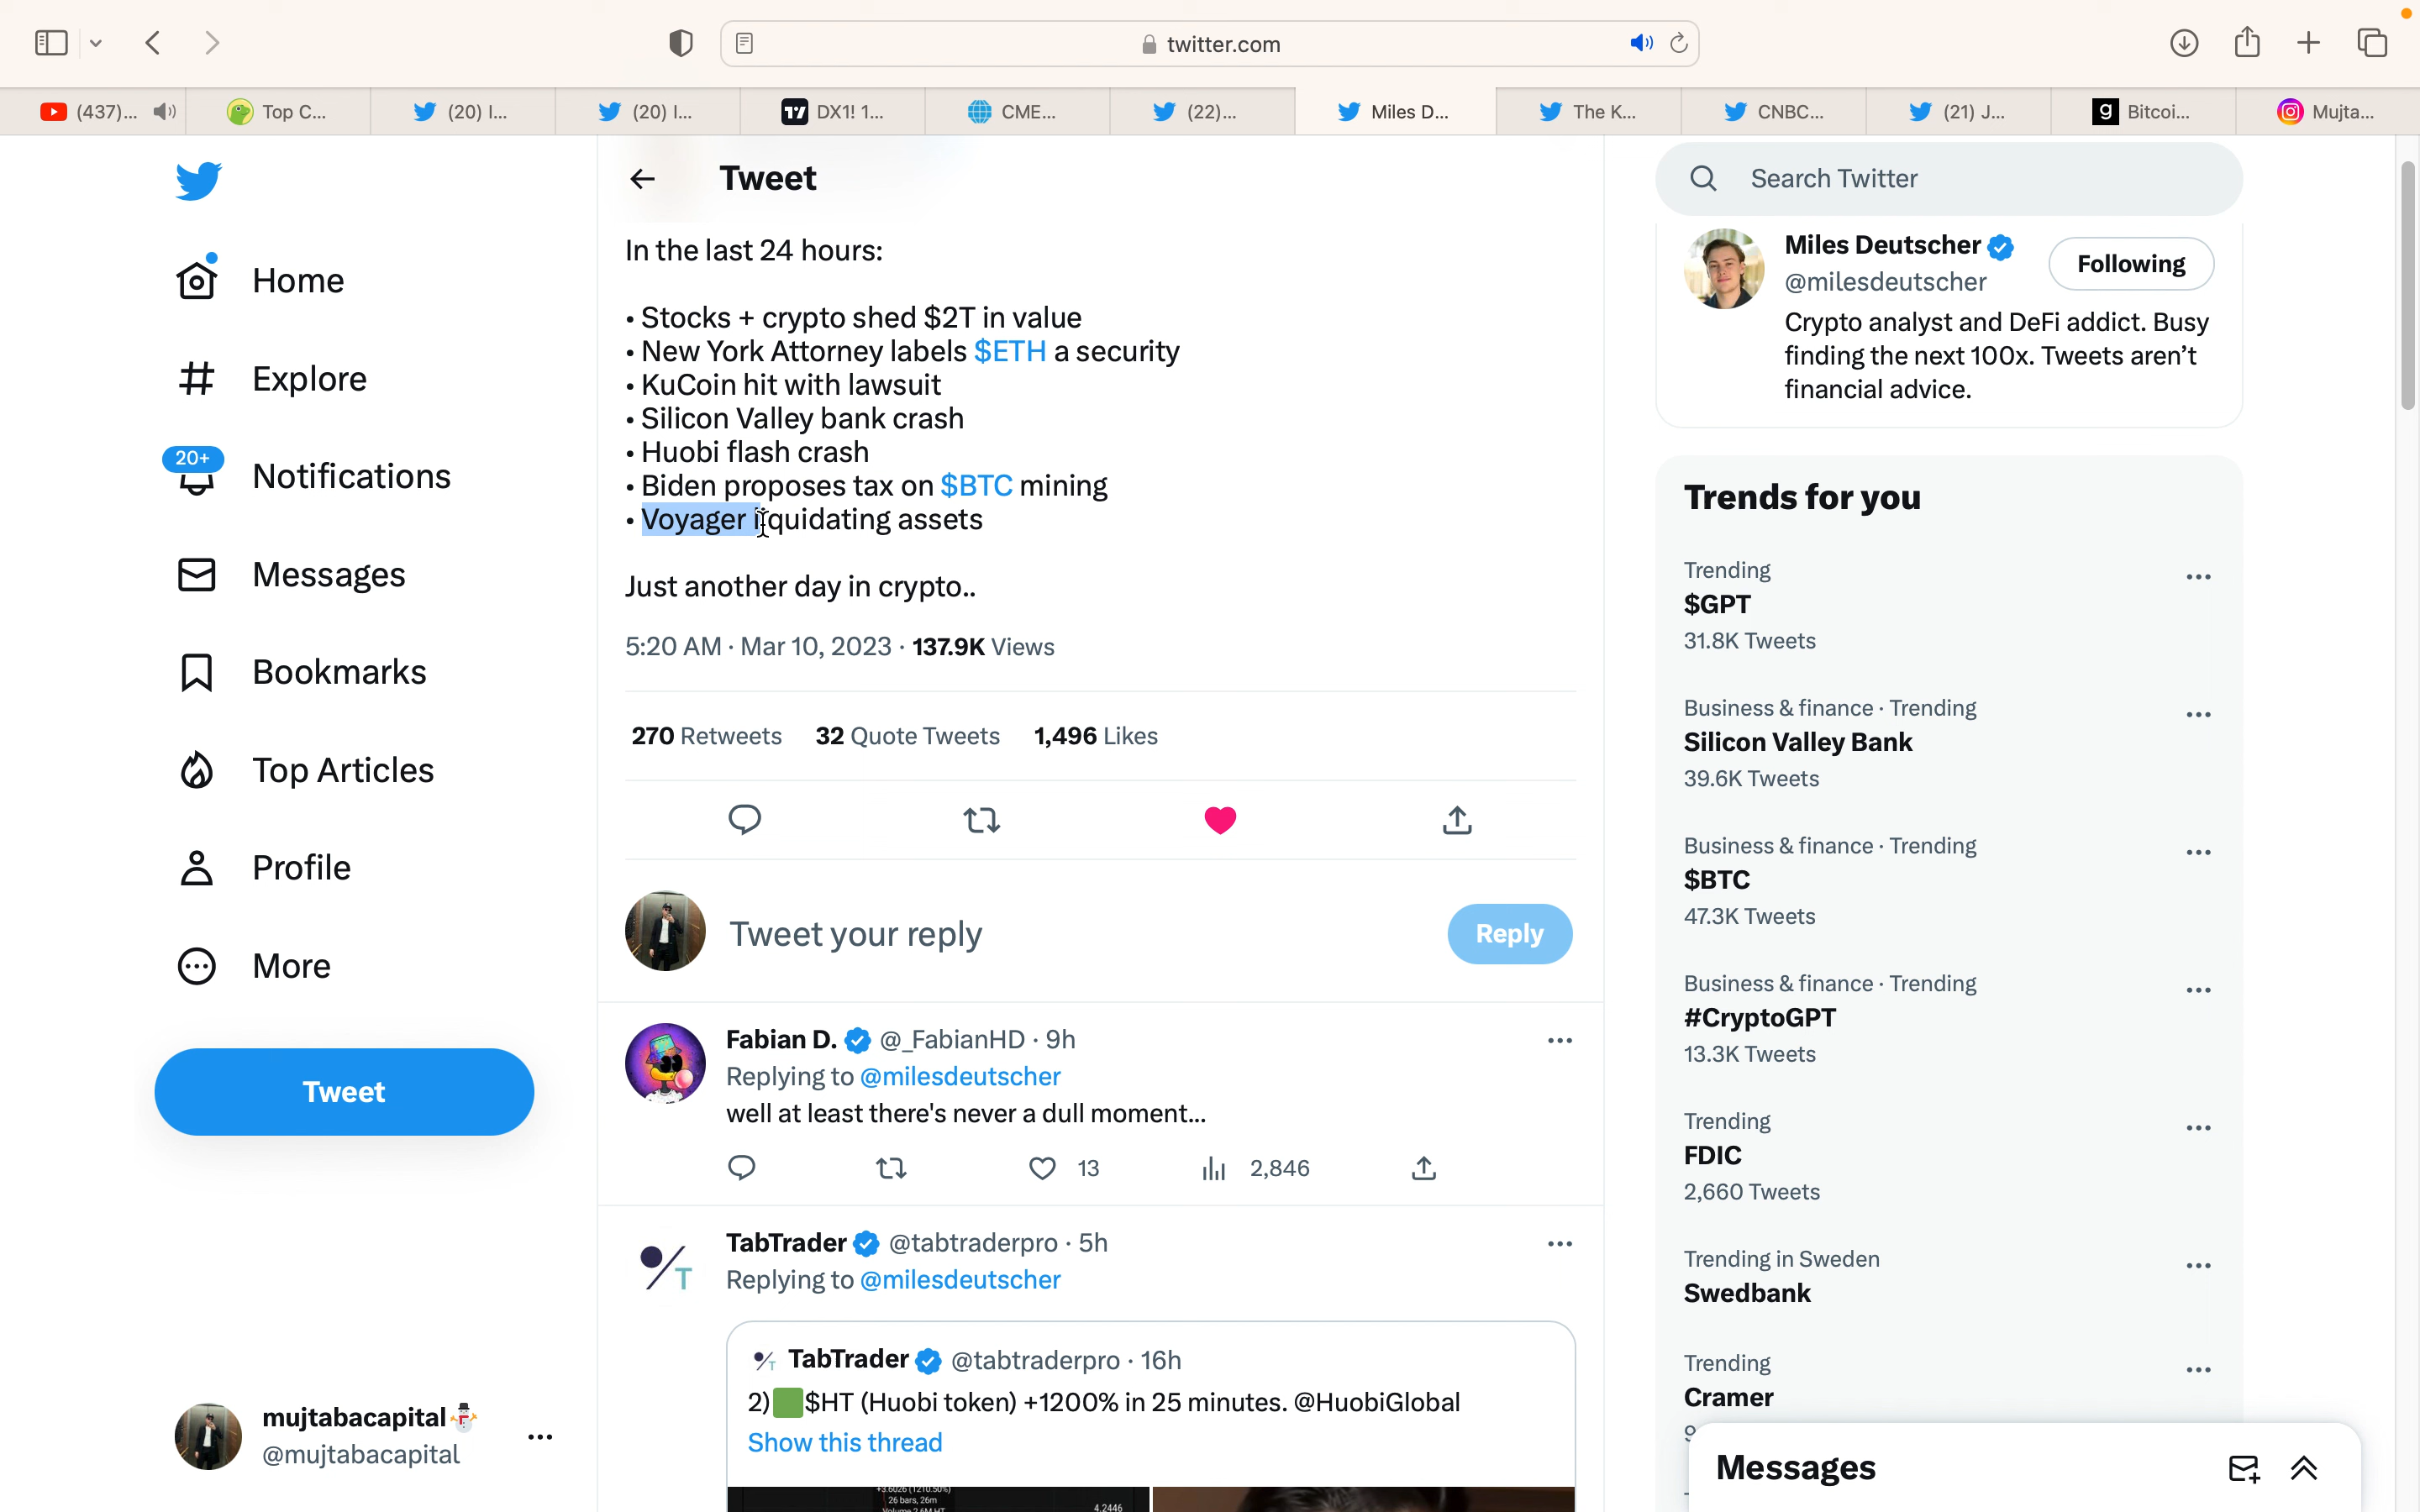 twitter.com
(437)...
Top C...
(20) I...
(20) I...
DX1! 1...
CME...
(22)...
Miles D...
The K...
CNBC...
(21) J...
Bitcoi...
Mujta...
Home
Explore
20+
Notifications
Messages
Bookmarks
Top Articles
Profile
More
Tweet
mujtabacapital
@mujtabacapital
Tweet
In the last 24 hours:
• Stocks + crypto shed $2T in value
• New York Attorney labels $ETH a security
• KuCoin hit with lawsuit
• Silicon Valley bank crash
• Huobi flash crash
• Biden proposes tax on $BTC mining
• Voyager liquidating assets
Just another day in crypto..
5:20 AM · Mar 10, 2023 · 137.9K Views
270 Retweets 32 Quote Tweets 1,496 Likes
Tweet your reply
Reply
Fabian D. @_FabianHD · 9h
Replying to @milesdeutscher
well at least there's never a dull moment...
13 2,846
TabTrader @tabtraderpro · 5h
Replying to @milesdeutscher
TabTrader @tabtraderpro · 16h
2) $HT (Huobi token) +1200% in 25 minutes. @HuobiGlobal
Show this thread
+3.6026 (1210.50%)
26 bars, 26m
4.2446
Search Twitter
Miles Deutscher
@milesdeutscher
Following
Crypto analyst and DeFi addict. Busy
finding the next 100x. Tweets aren't
financial advice.
Trends for you
Trending
$GPT
31.8K Tweets
Business & finance · Trending
Silicon Valley Bank
39.6K Tweets
Business & finance · Trending
$BTC
47.3K Tweets
Business & finance · Trending
#CryptoGPT
13.3K Tweets
Trending
FDIC
2,660 Tweets
Trending in Sweden
Swedbank
Trending
Cramer
Messages